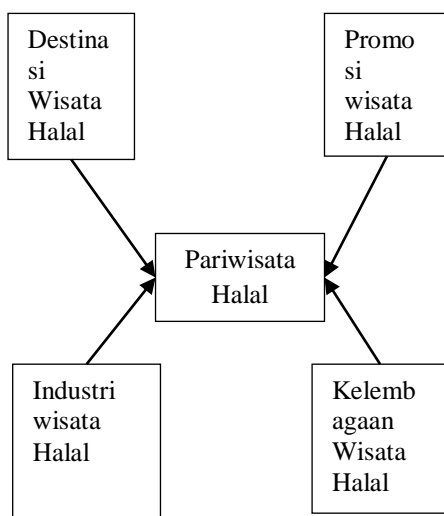 Destina
si
Wisata
Halal
Promo
si
wisata
Halal
Pariwisata
Halal
Industri
wisata
Halal
Kelemb
agaan
Wisata
Halal